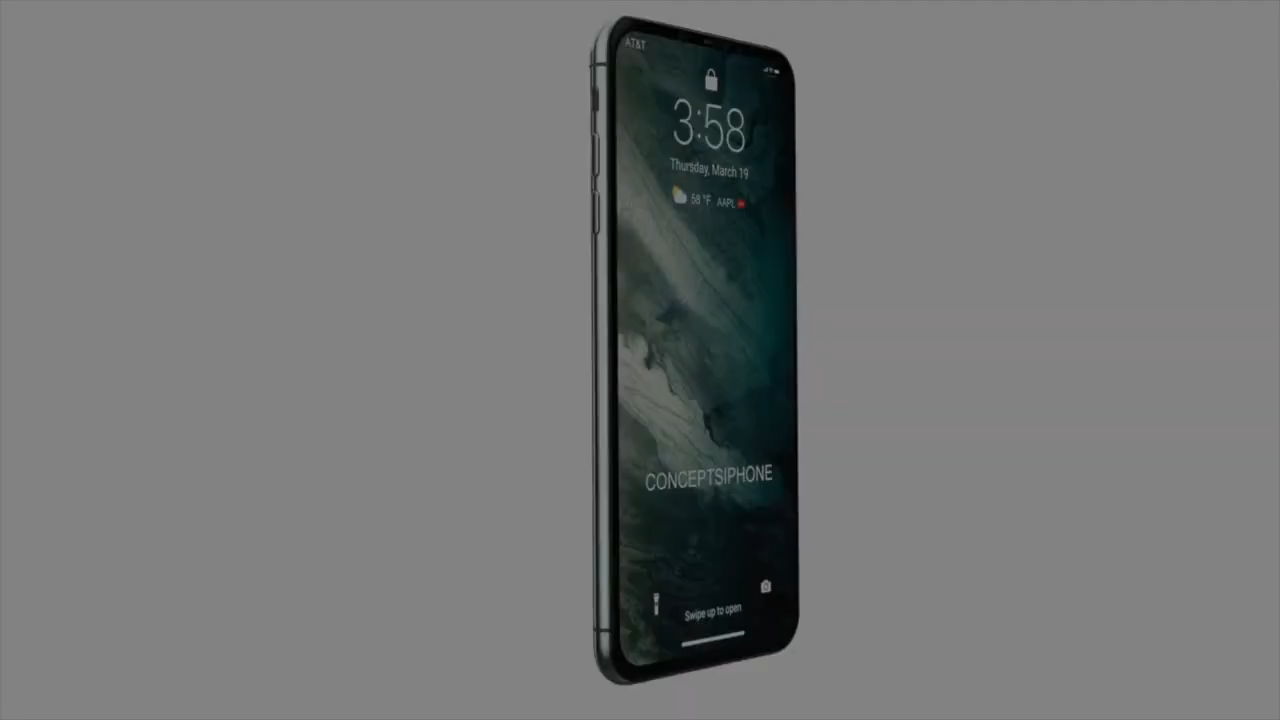 AT&T
3:58
Thursday, March 19
58 °F AAPL
CONCEPTSIPHONE
Swipe up to open